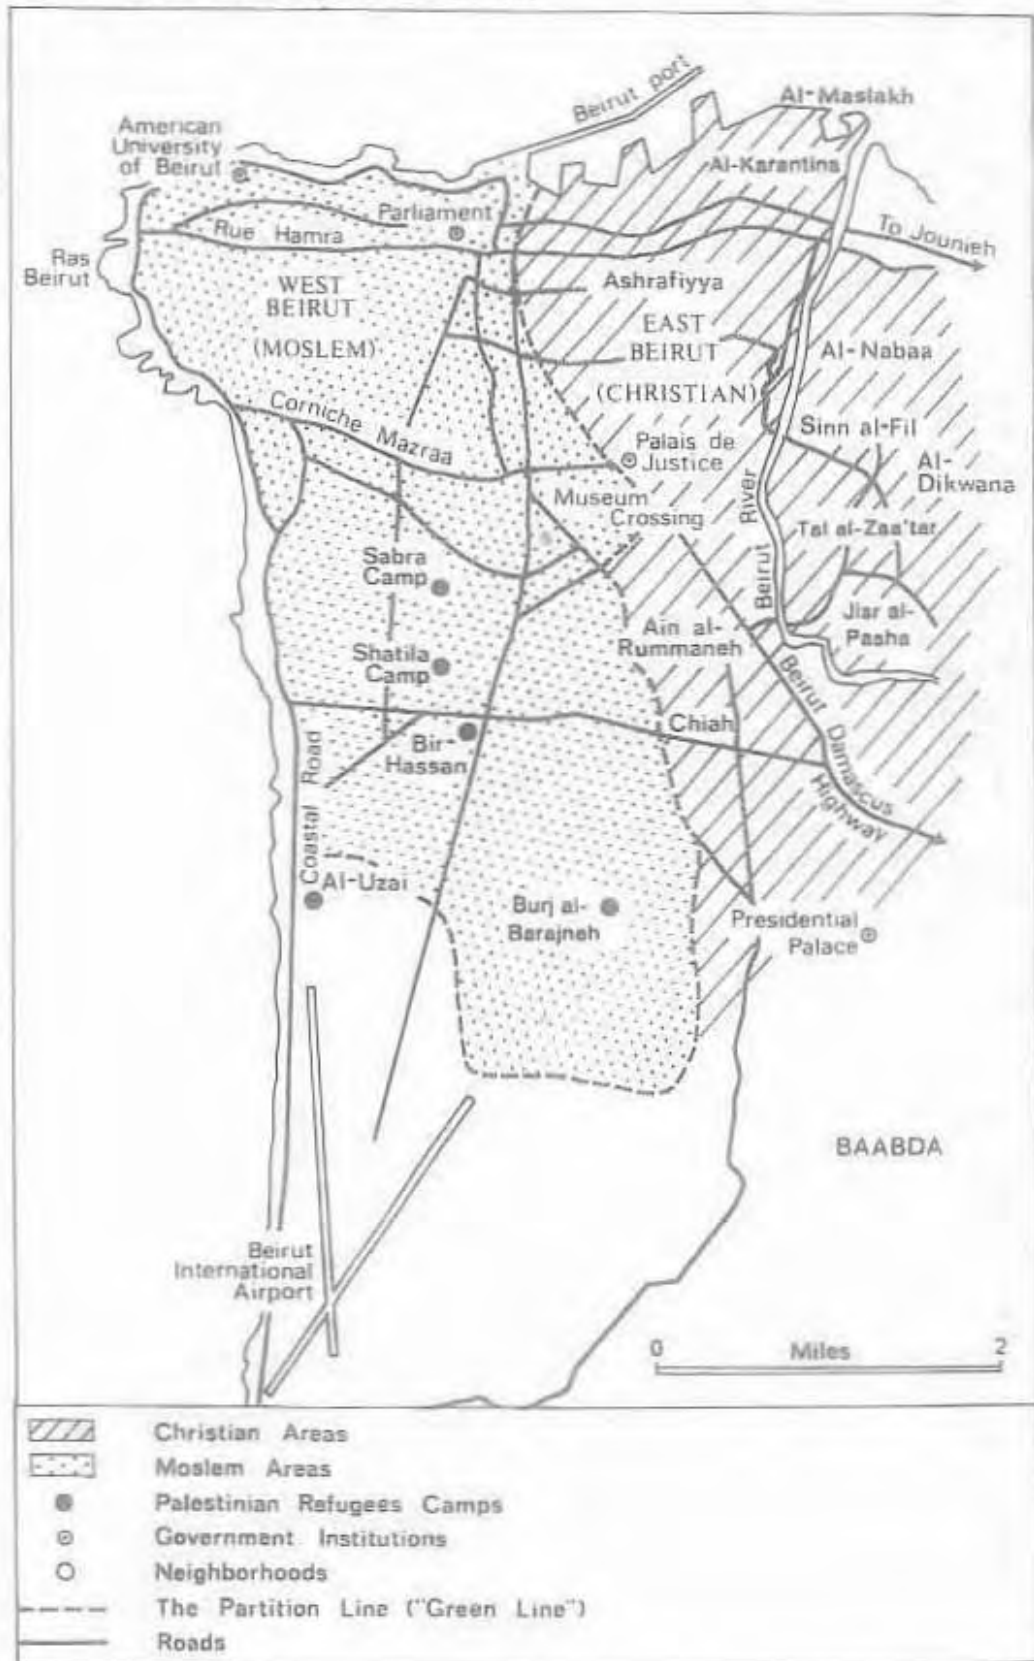 Beirut port
Al-Maslakh
American
University
of Beirut
Al-Karantina
Parliament
Rue Hamra
To Jounieh
Ras
Beirut
WEST
BEIRUT
(MOSLEM)
Ashrafiyya
EAST
BEIRUT
(CHRISTIAN)
Al-Nabaa
Corniche Mazraa
Sinn al-Fil
Palais de
Justice
Al-
Dikwana
Museum
Crossing
Beirut River
Tal al-Zaa'tar
Sabra
Camp
Jisr al-
Pasha
Ain al-
Rummaneh
Shatila
Camp
Chiah
Bir-
Hassan
Beirut Damascus
Highway
Coastal Road
Al-Uzai
Burj al-
Barajneh
Presidential
Palace
BAABDA
Beirut
International
Airport
0 2
Miles
Christian Areas
Moslem Areas
Palestinian Refugees Camps
Government Institutions
Neighborhoods
The Partition Line ("Green Line")
Roads